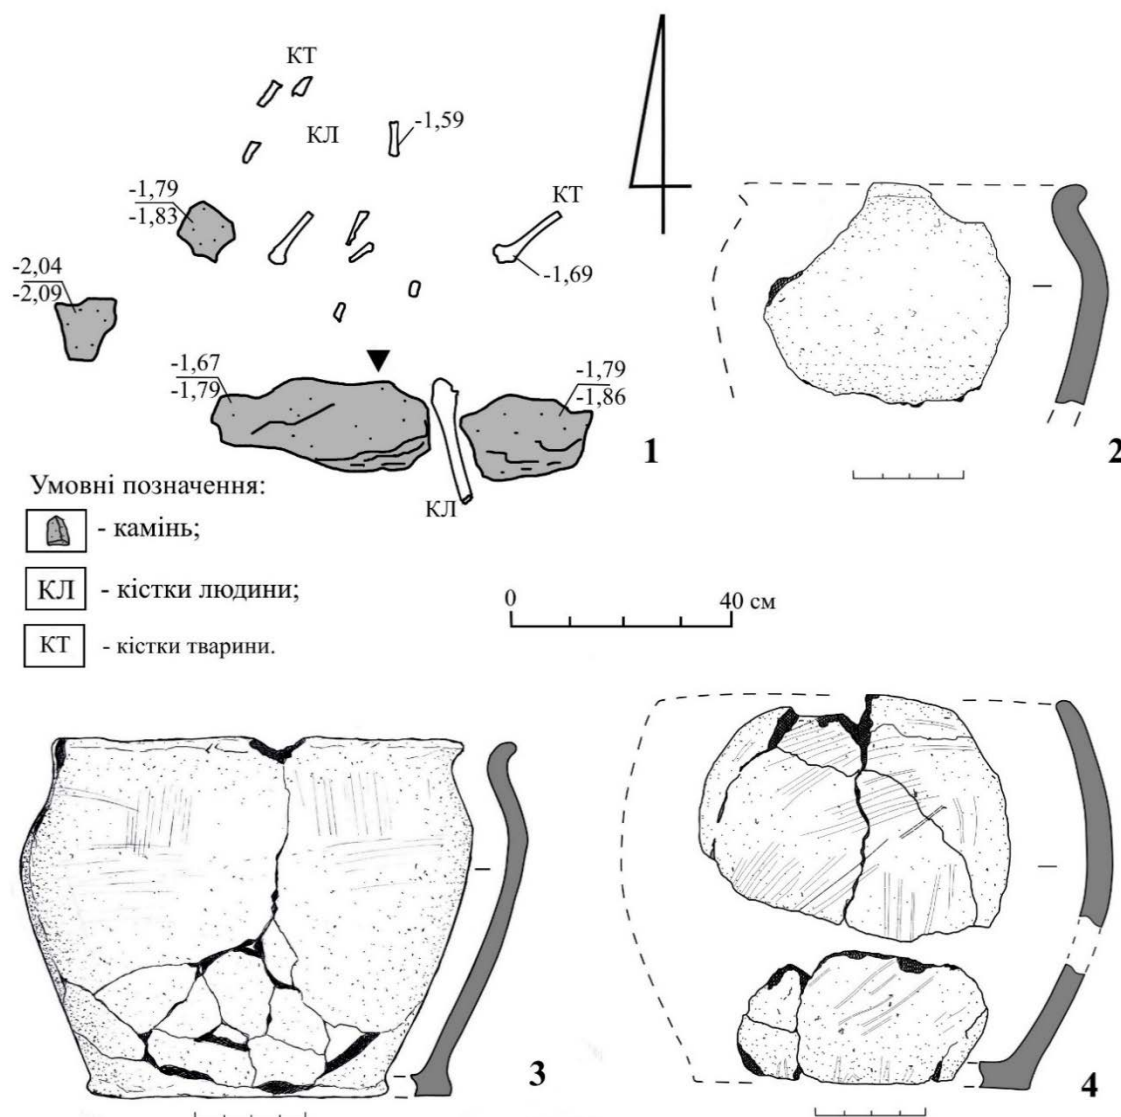 КТ
КЛ
-1,59
-1,79
-1,83
КТ
-1,69
-2,04
-2,09
-1,67
-1,79
-1,79
-1,86
КЛ
1
2
Умовні позначення:
- камінь;
КЛ - кістки людини;
КТ - кістки тварини.
0 40 см
3
4